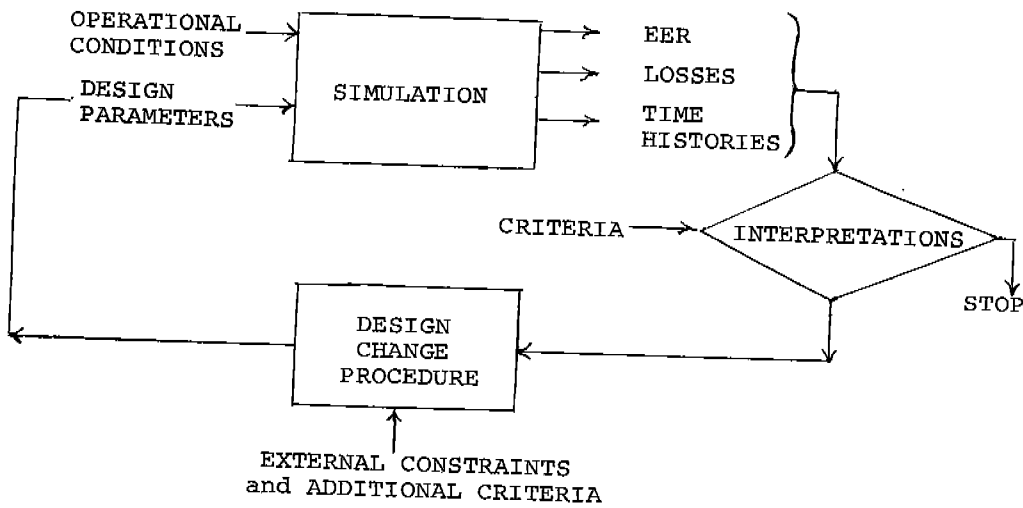 OPERATIONAL
CONDITIONS
DESIGN
PARAMETERS
SIMULATION
EER
LOSSES
TIME
HISTORIES
CRITERIA
INTERPRETATIONS
STOP
DESIGN
CHANGE
PROCEDURE
EXTERNAL CONSTRAINTS
and ADDITIONAL CRITERIA